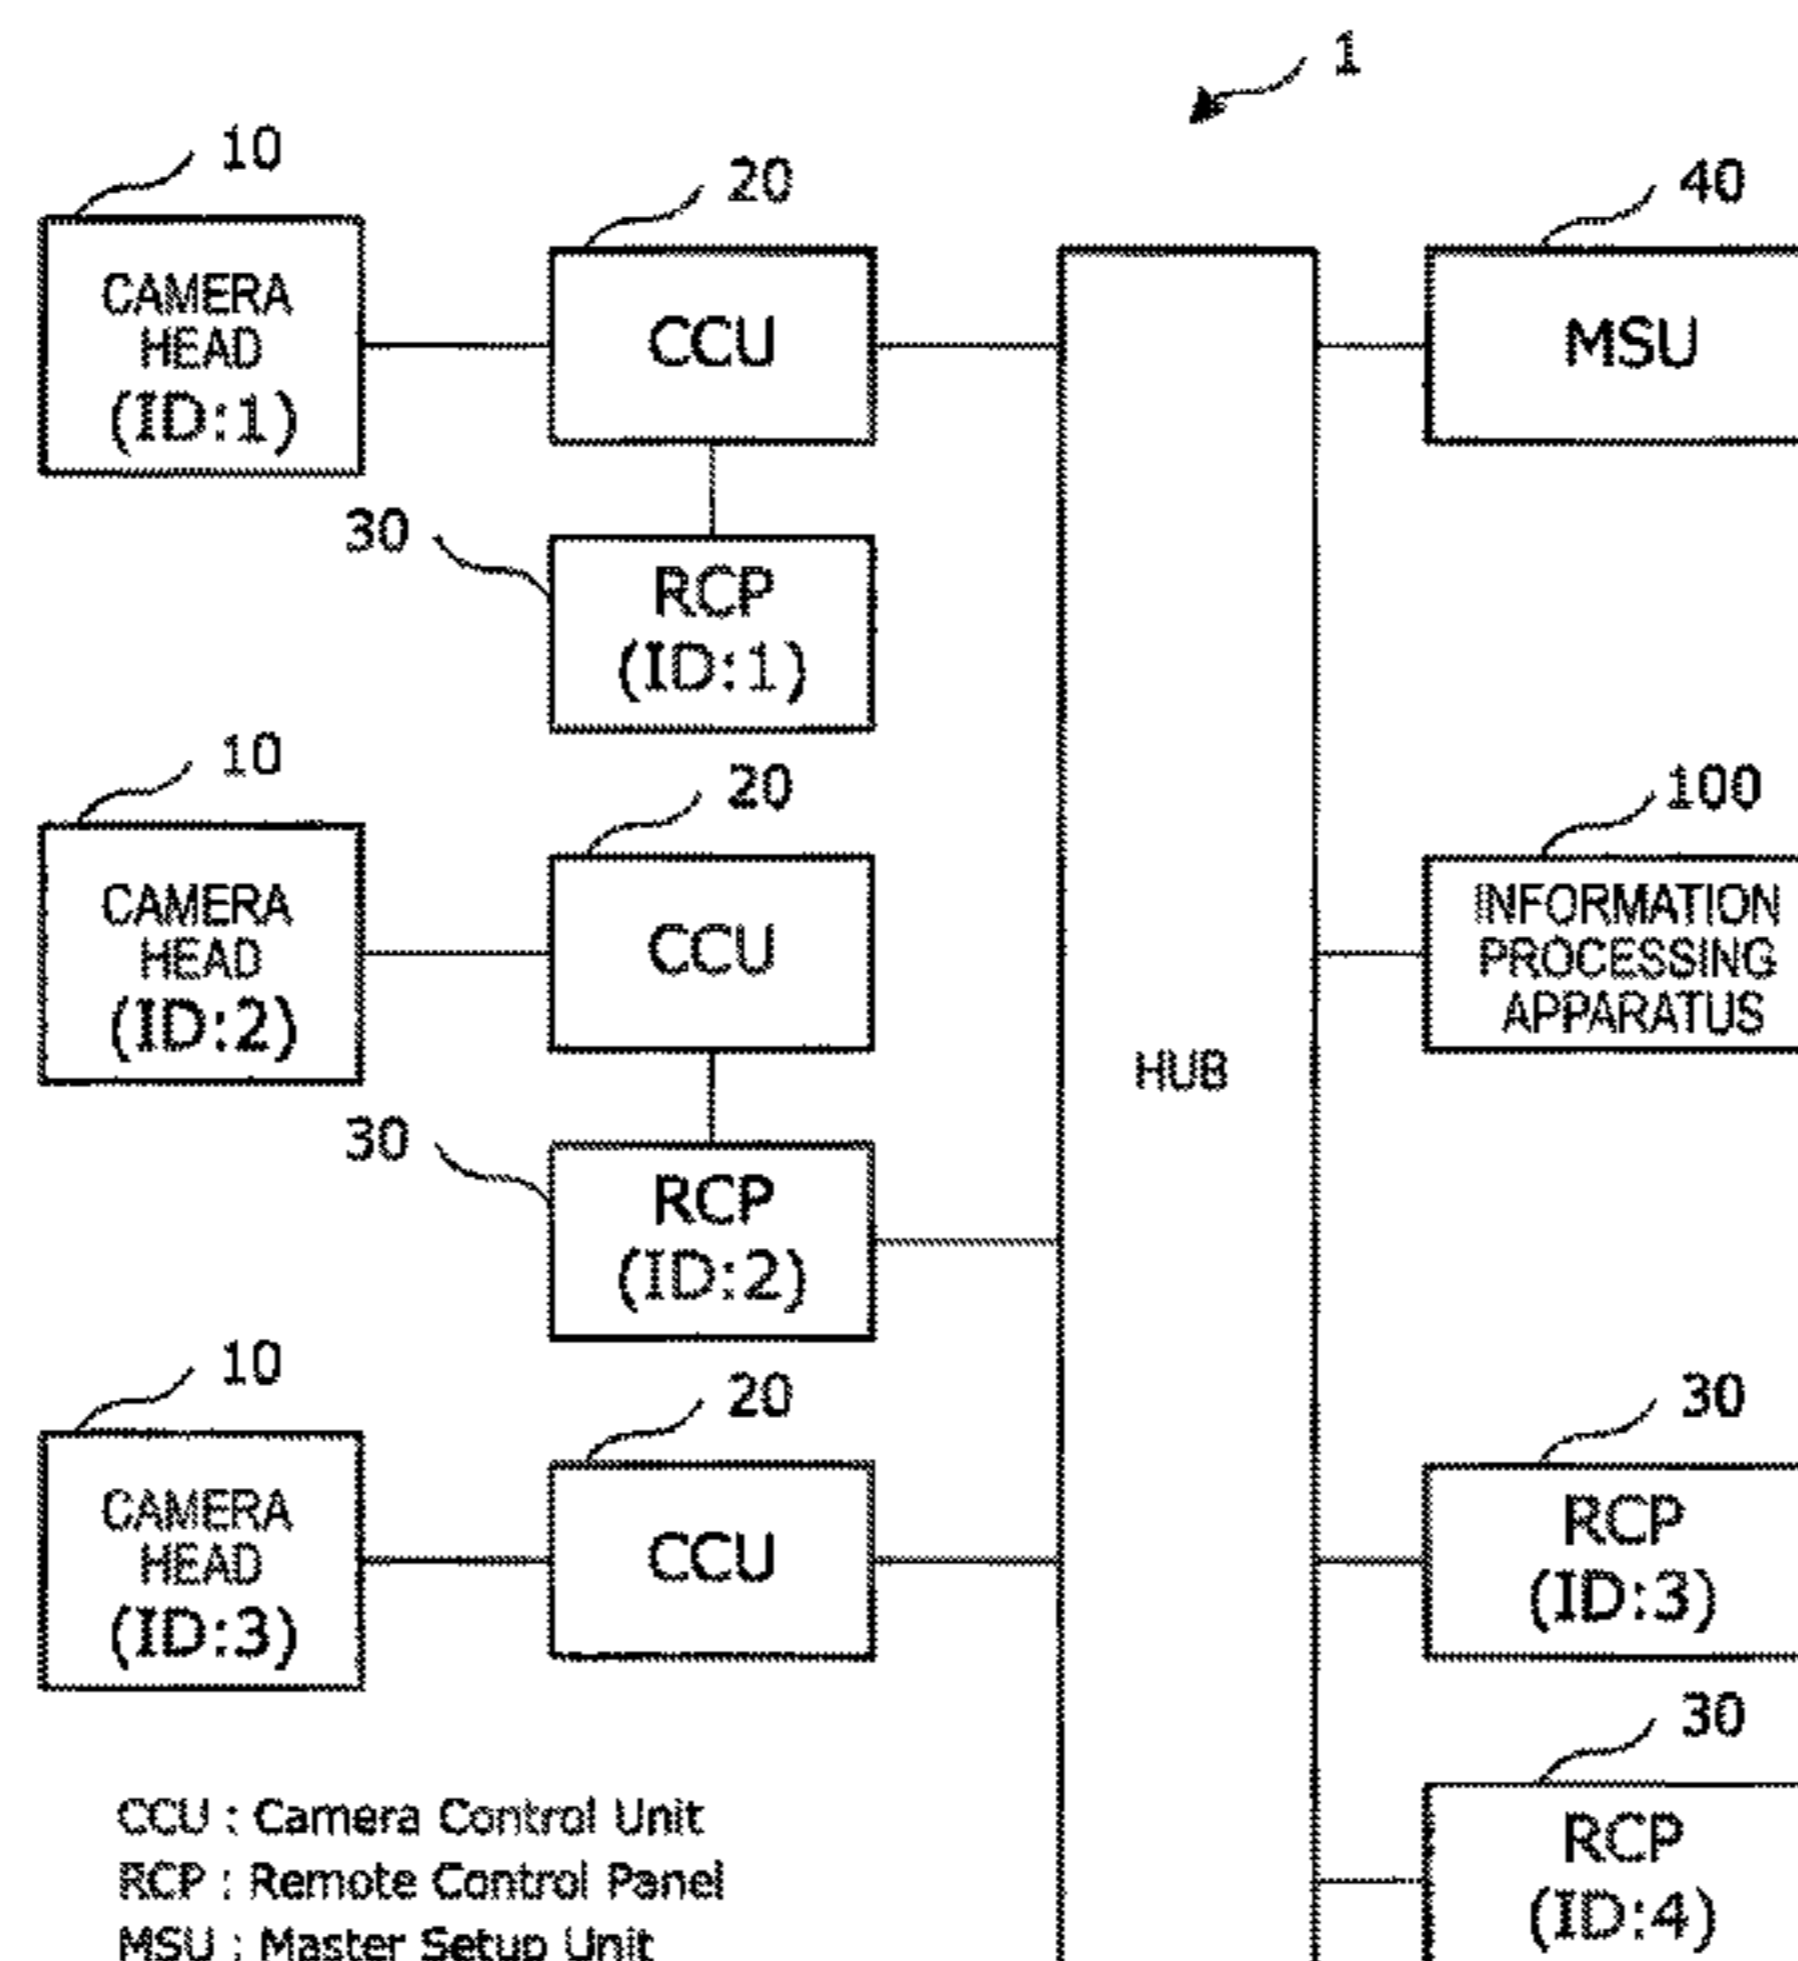 1
10
20
40
CAMERA
HEAD
(ID:1)
CCU
MSU
30
RCP
(ID:1)
10
20
100
CAMERA
HEAD
(ID:2)
CCU
INFORMATION
PROCESSING
APPARATUS
HUB
30
RCP
(ID:2)
10
20
30
CAMERA
HEAD
(ID:3)
CCU
RCP
(ID:3)
30
RCP
(ID:4)
CCU : Camera Control Unit
RCP : Remote Control Panel
MSU : Master Setup Unit